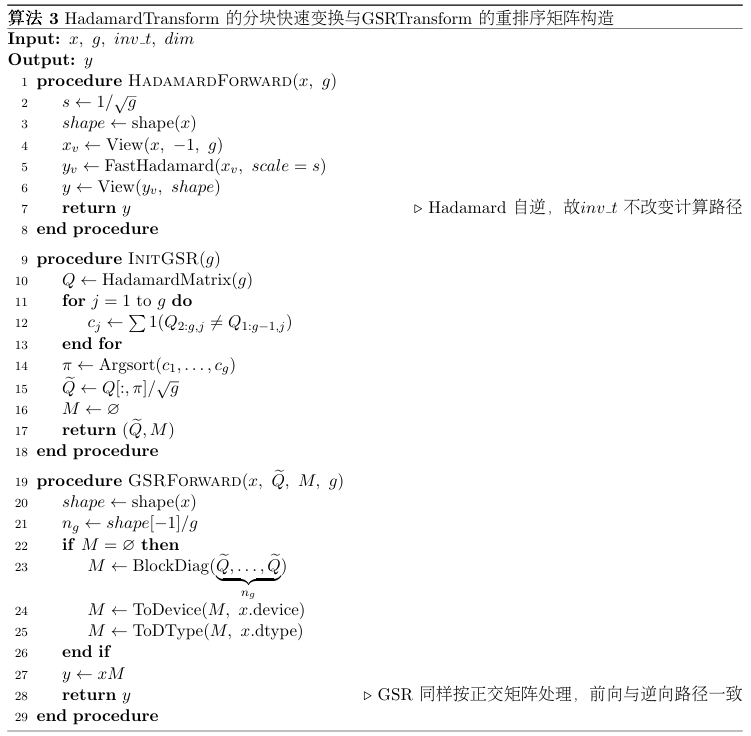 算法 3 HadamardTransform 的分块快速变换与GSRTransform 的重排序矩阵构造
Input: x, g, inv_t, dim
Output: y
1 procedure HADAMARDFORWARD(x, g)
2 s ← 1/√g
3 shape ← shape(x)
4 x_v ← View(x, −1, g)
5 y_v ← FastHadamard(x_v, scale = s)
6 y ← View(y_v, shape)
7 return y ▷ Hadamard 自逆，故inv_t 不改变计算路径
8 end procedure
9 procedure INITGSR(g)
10 Q ← HadamardMatrix(g)
11 for j = 1 to g do
12 c_j ← ∑ 1(Q_{2:g,j} ≠ Q_{1:g−1,j})
13 end for
14 π ← Argsort(c_1, …, c_g)
15 Q̃ ← Q[:, π]/√g
16 M ← ∅
17 return (Q̃, M)
18 end procedure
19 procedure GSRFORWARD(x, Q̃, M, g)
20 shape ← shape(x)
21 n_g ← shape[−1]/g
22 if M = ∅ then
23 M ← BlockDiag(Q̃, …, Q̃)
n_g
24 M ← ToDevice(M, x.device)
25 M ← ToDType(M, x.dtype)
26 end if
27 y ← xM
28 return y ▷ GSR 同样按正交矩阵处理，前向与逆向路径一致
29 end procedure